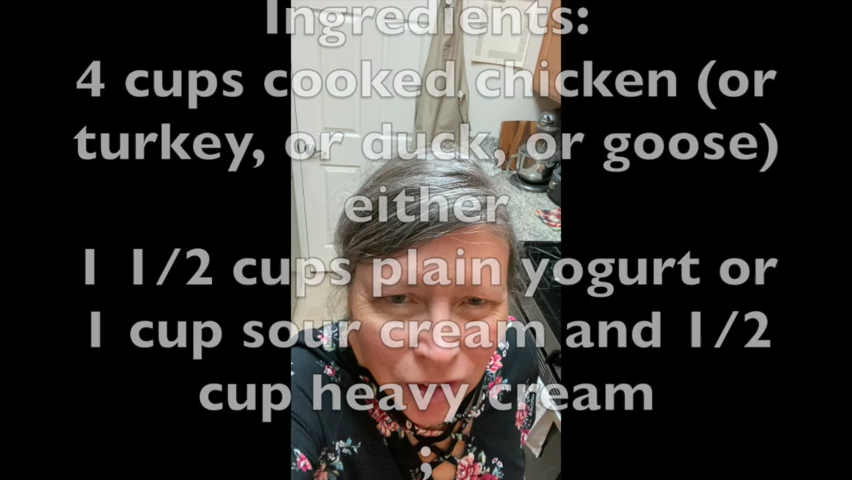 Ingredients:
4 cups cooked chicken (or
turkey, or duck, or goose)
either
1 1/2 cups plain yogurt or
1 cup sour cream and 1/2
cup heavy cream
;